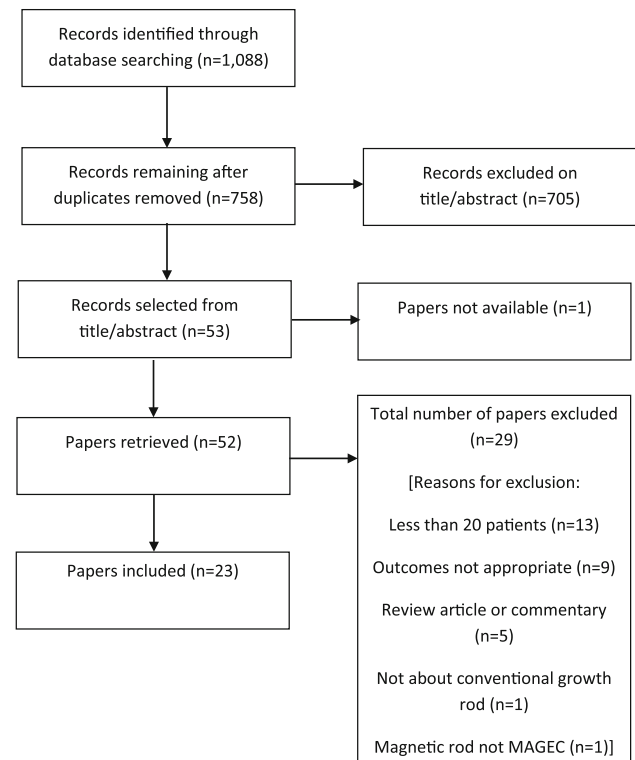 Records identified through
database searching (n=1,088)
Records remaining after
duplicates removed (n=758)
Records excluded on
title/abstract (n=705)
Records selected from
title/abstract (n=53)
Papers not available (n=1)
Papers retrieved (n=52)
Total number of papers excluded
(n=29)
[Reasons for exclusion:
Less than 20 patients (n=13)
Outcomes not appropriate (n=9)
Review article or commentary
(n=5)
Not about conventional growth
rod (n=1)
Magnetic rod not MAGEC (n=1)]
Papers included (n=23)